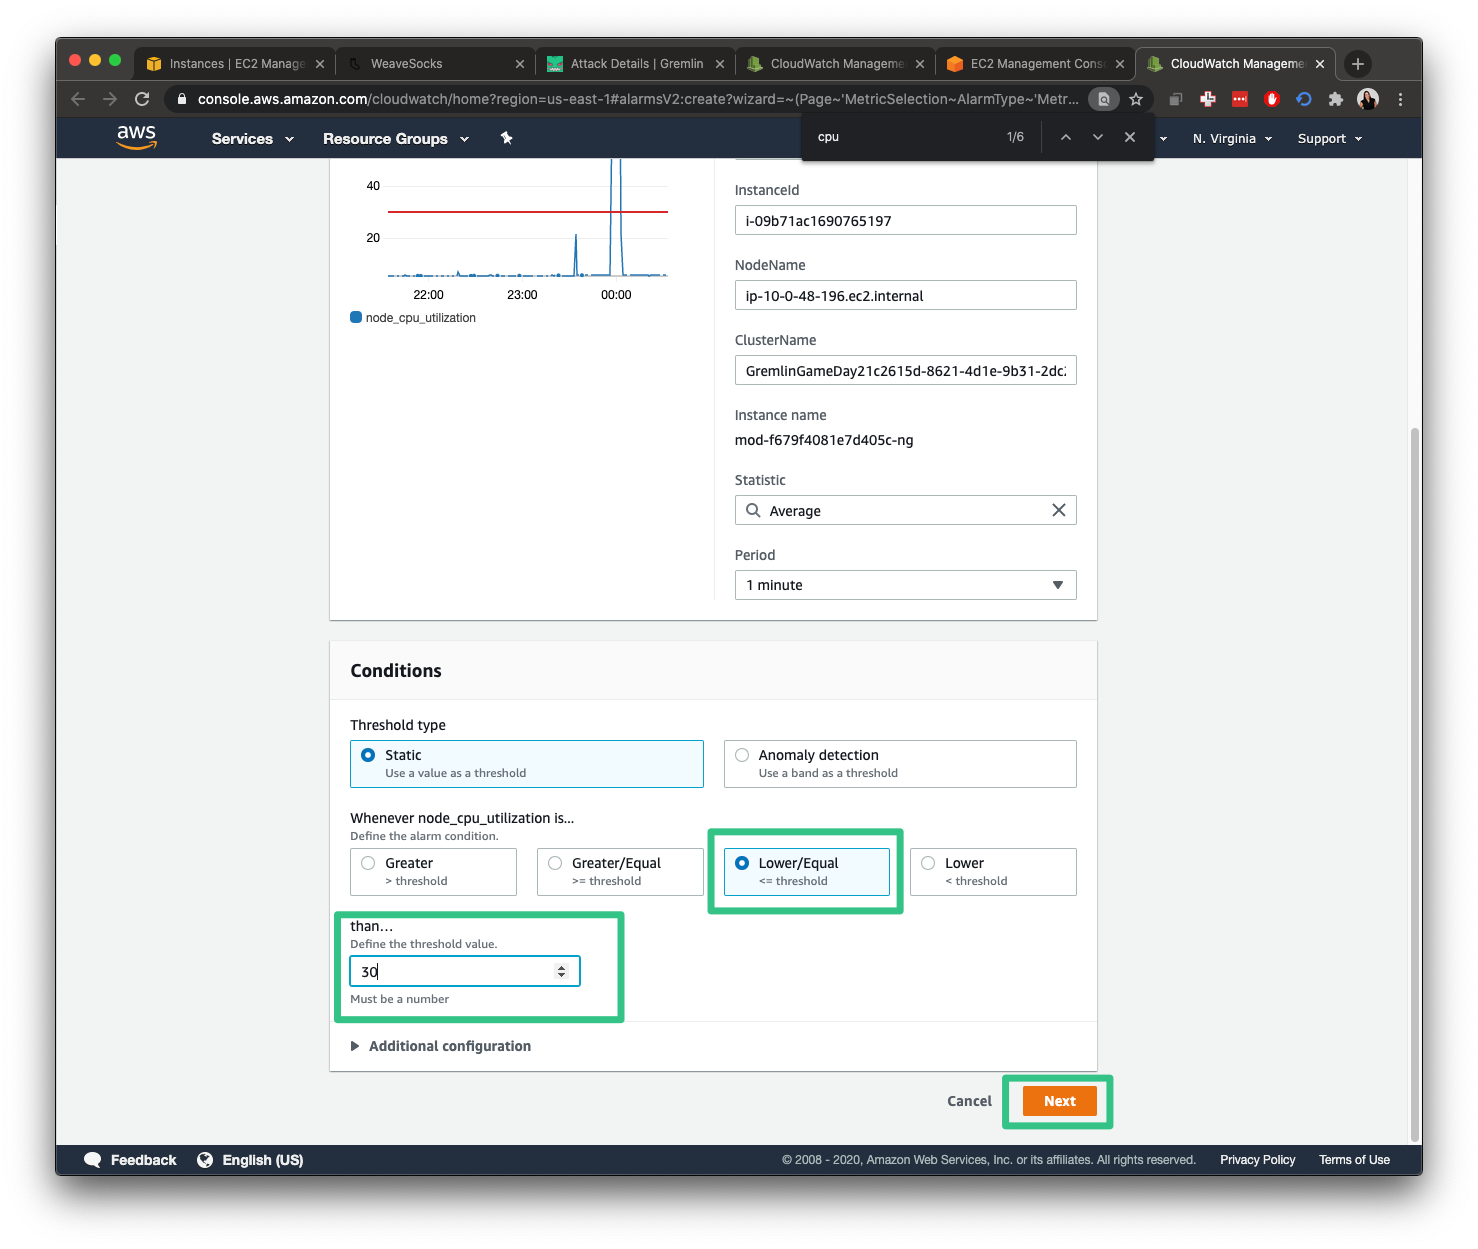 Instances | EC2 Manage
WeaveSocks
Attack Details | Gremlin
CloudWatch Manageme
EC2 Management Cons
CloudWatch Manageme
console.aws.amazon.com/cloudwatch/home?region=us-east-1#alarmsV2:create?wizard=~(Page~'MetricSelection~AlarmType~'Metr...
cpu 1/6
aws
Services
Resource Groups
N. Virginia
Support
40
20
22:00 23:00 00:00
node_cpu_utilization
InstanceId
i-09b71ac1690765197
NodeName
ip-10-0-48-196.ec2.internal
ClusterName
GremlinGameDay21c2615d-8621-4d1e-9b31-2dc
Instance name
mod-f679f4081e7d405c-ng
Statistic
Average
Period
1 minute
Conditions
Threshold type
Static
Use a value as a threshold
Anomaly detection
Use a band as a threshold
Whenever node_cpu_utilization is...
Define the alarm condition.
Greater
> threshold
Greater/Equal
>= threshold
Lower/Equal
<= threshold
Lower
< threshold
than...
Define the threshold value.
30
Must be a number
Additional configuration
Cancel
Next
Feedback
English (US)
© 2008 - 2020, Amazon Web Services, Inc. or its affiliates. All rights reserved.
Privacy Policy
Terms of Use